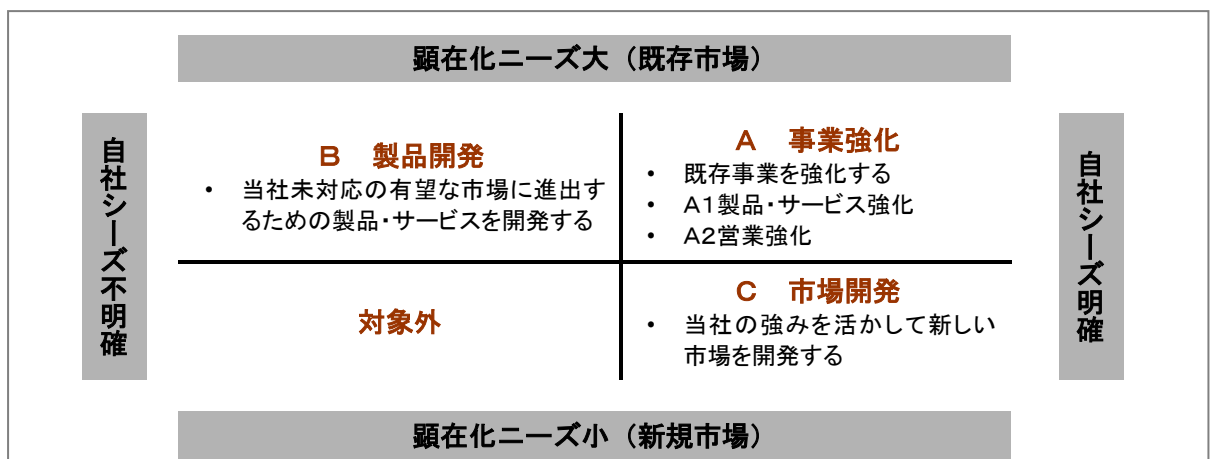 顕在化ニーズ大（既存市場）
自社シーズ不明確
B　製品開発
• 当社未対応の有望な市場に進出す
るための製品・サービスを開発する
A　事業強化
• 既存事業を強化する
• A1製品・サービス強化
• A2営業強化
自社シーズ明確
対象外
C　市場開発
• 当社の強みを活かして新しい
市場を開発する
顕在化ニーズ小（新規市場）